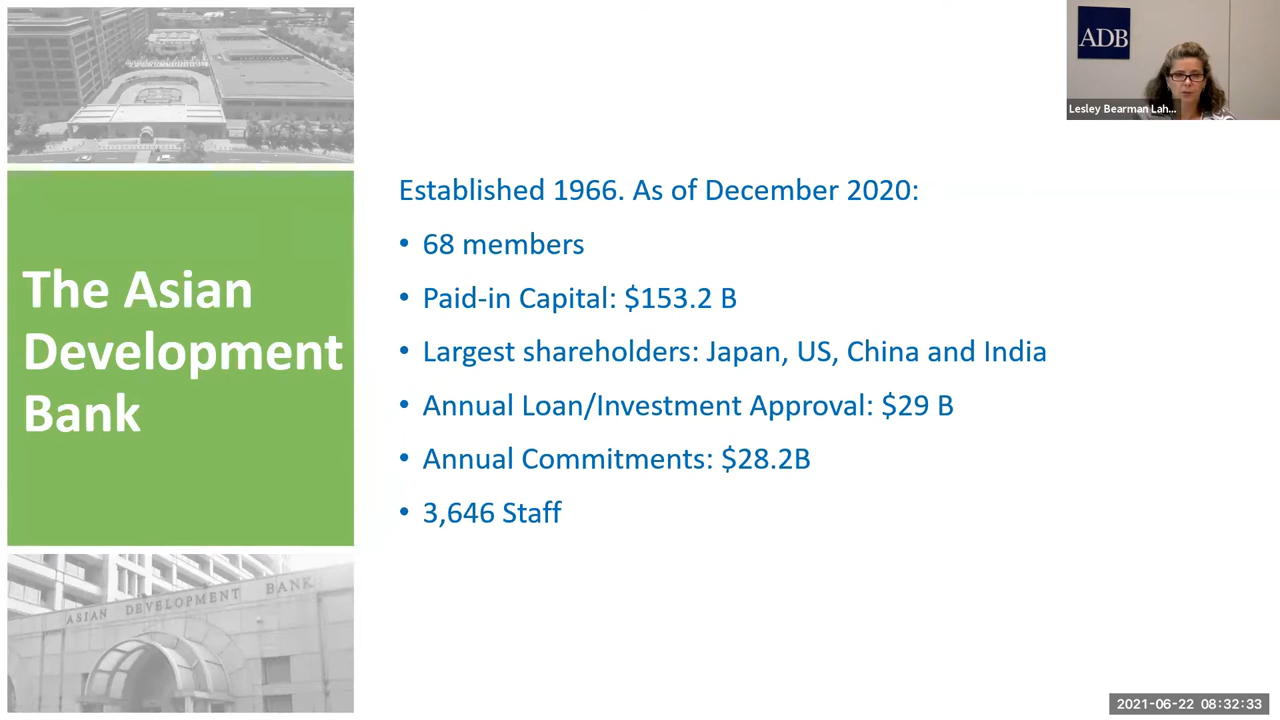 ADB
Lesley Bearman Lah...
Established 1966. As of December 2020:
• 68 members
• Paid-in Capital: $153.2 B
• Largest shareholders: Japan, US, China and India
• Annual Loan/Investment Approval: $29 B
• Annual Commitments: $28.2B
• 3,646 Staff
The Asian
Development
Bank
ASIAN DEVELOPMENT BANK
2021-06-22 08:32:33